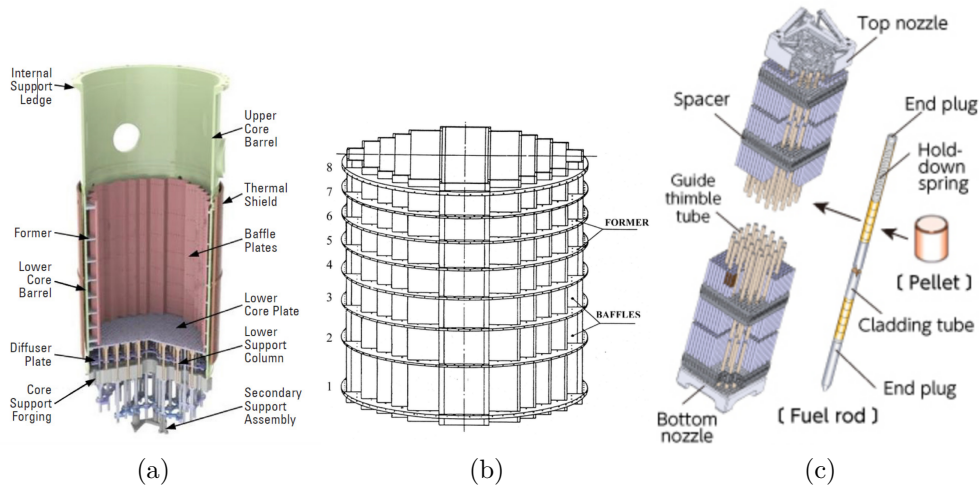 Internal
Support
Ledge
Upper
Core
Barrel
Thermal
Shield
Former
Baffle
Plates
Lower
Core
Barrel
Lower
Core Plate
Diffuser
Plate
Lower
Support
Column
Core
Support
Forging
Secondary
Support
Assembly
(a)
8
7
6
5
4
3
2
1
FORMER
BAFFLES
(b)
Top nozzle
Spacer
End plug
Hold-
down
spring
Guide
thimble
tube
[ Pellet ]
Cladding tube
End plug
[ Fuel rod ]
Bottom
nozzle
(c)